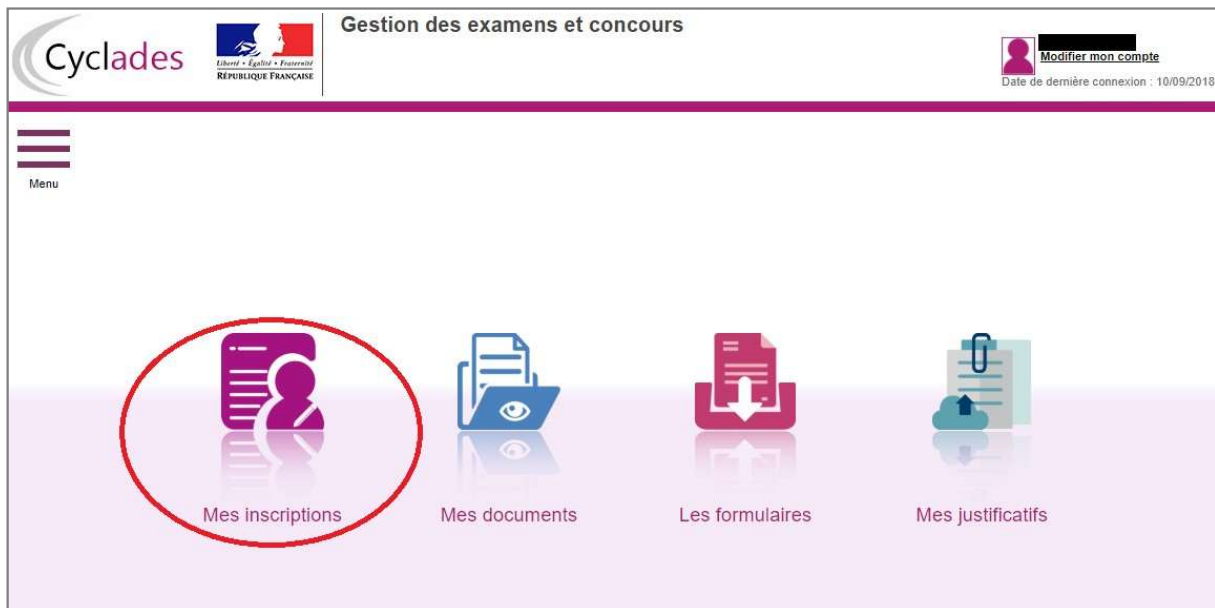 Cyclades
Liberté • Égalité • Fraternité
RÉPUBLIQUE FRANÇAISE
Gestion des examens et concours
Modifier mon compte
Date de dernière connexion : 10/09/2018
Menu
Mes inscriptions
Mes documents
Les formulaires
Mes justificatifs